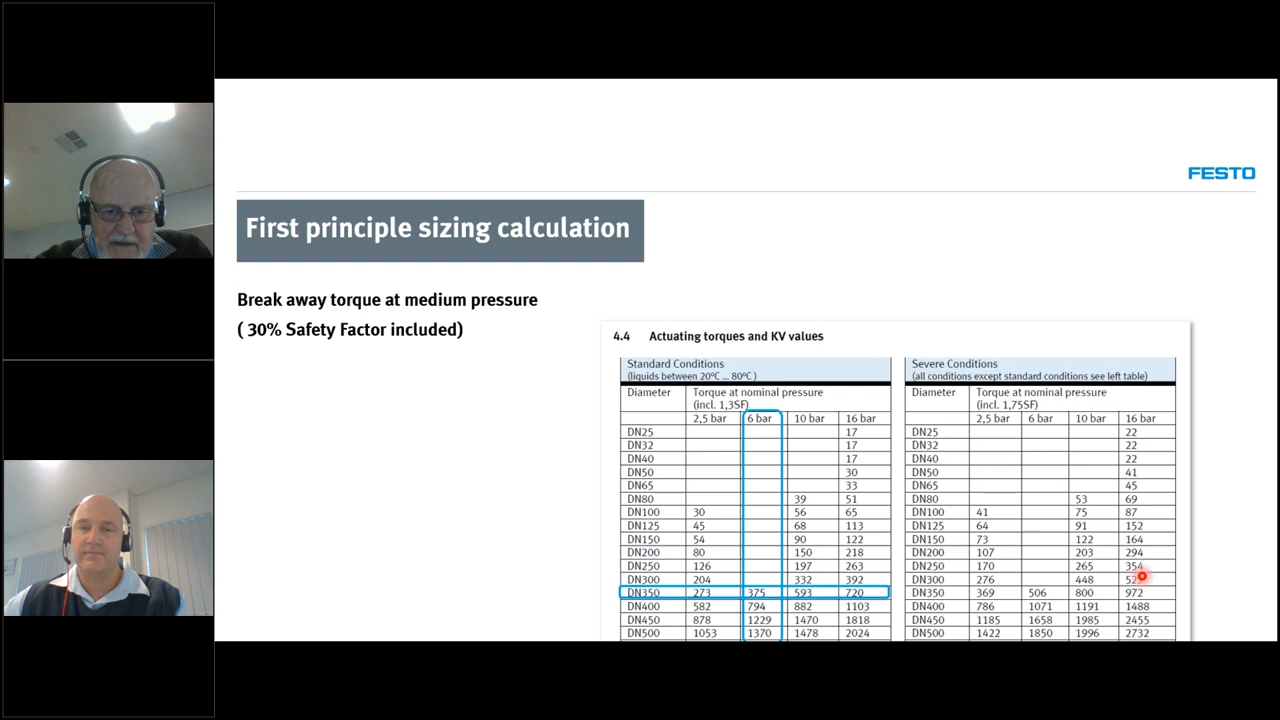 FESTO
First principle sizing calculation
Break away torque at medium pressure
( 30% Safety Factor included)
4.4 Actuating torques and KV values
Standard Conditions
(liquids between 20°C ... 80°C )
Diameter Torque at nominal pressure
(incl. 1,3SF)
2,5 bar 6 bar 10 bar 16 bar
DN25 17
DN32 17
DN40 17
DN50 30
DN65 33
DN80 39 51
DN100 30 56 65
DN125 45 68 113
DN150 54 90 122
DN200 80 150 218
DN250 126 197 263
DN300 204 332 392
DN350 273 375 593 720
DN400 582 794 882 1103
DN450 878 1229 1470 1818
DN500 1053 1370 1478 2024
Severe Conditions
(all conditions except standard conditions see left table)
Diameter Torque at nominal pressure
(incl. 1,75SF)
2,5 bar 6 bar 10 bar 16 bar
DN25 22
DN32 22
DN40 22
DN50 41
DN65 45
DN80 53 69
DN100 41 75 87
DN125 64 91 152
DN150 73 122 164
DN200 107 203 294
DN250 170 265 354
DN300 276 448
DN350 369 506 800 972
DN400 786 1071 1191 1488
DN450 1185 1658 1985 2455
DN500 1422 1850 1996 2732